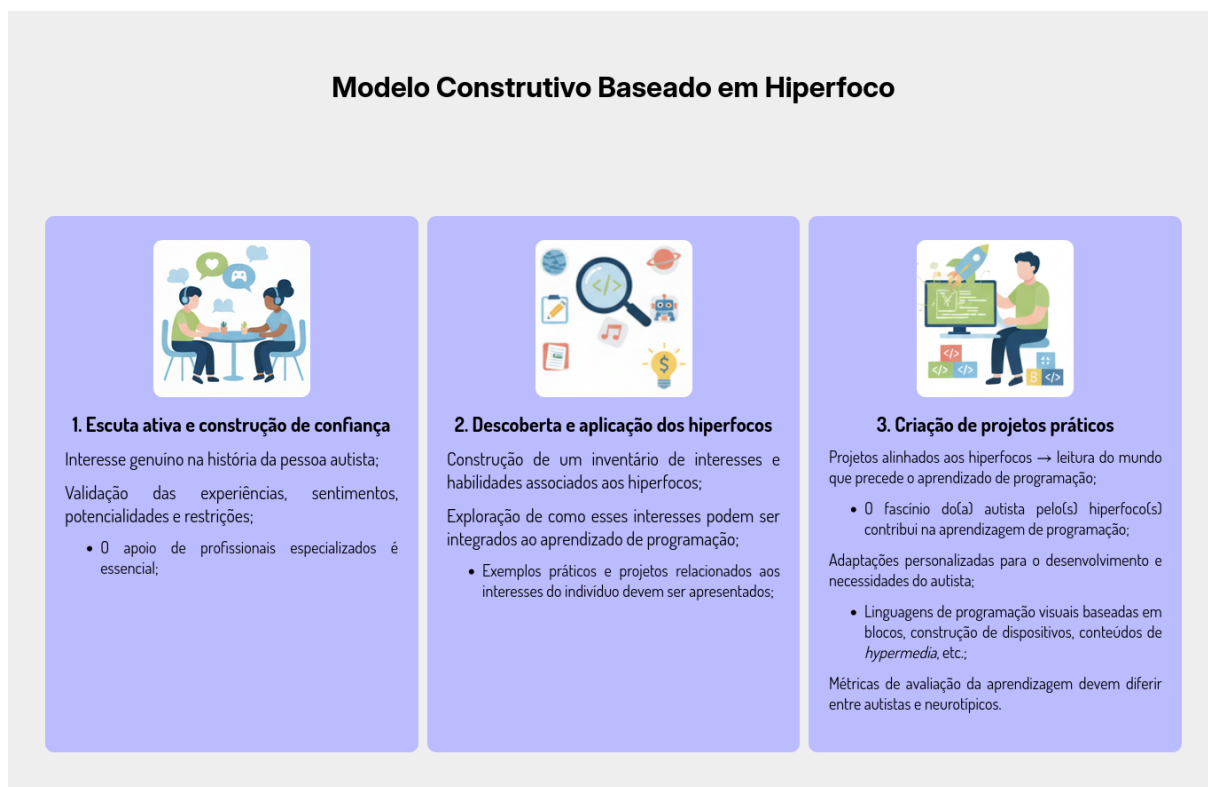 Modelo Construtivo Baseado em Hiperfoco
1. Escuta ativa e construção de confiança
Interesse genuíno na história da pessoa autista;
Validação das experiências, sentimentos,
potencialidades e restrições;
• O apoio de profissionais especializados é
essencial;
</>
$
2. Descoberta e aplicação dos hiperfocos
Construção de um inventário de interesses e
habilidades associados aos hiperfocos;
Exploração de como esses interesses podem ser
integrados ao aprendizado de programação;
• Exemplos práticos e projetos relacionados aos
interesses do indivíduo devem ser apresentados;
</>
</> </>
B </>
3. Criação de projetos práticos
Projetos alinhados aos hiperfocos → leitura do mundo
que precede o aprendizado de programação;
• O fascínio do(a) autista pelo(s) hiperfoco(s)
contribui na aprendizagem de programação;
Adaptações personalizadas para o desenvolvimento e
necessidades do autista;
• Linguagens de programação visuais baseadas em
blocos, construção de dispositivos, conteúdos de
hypermedia, etc.;
Métricas de avaliação da aprendizagem devem diferir
entre autistas e neurotípicos.